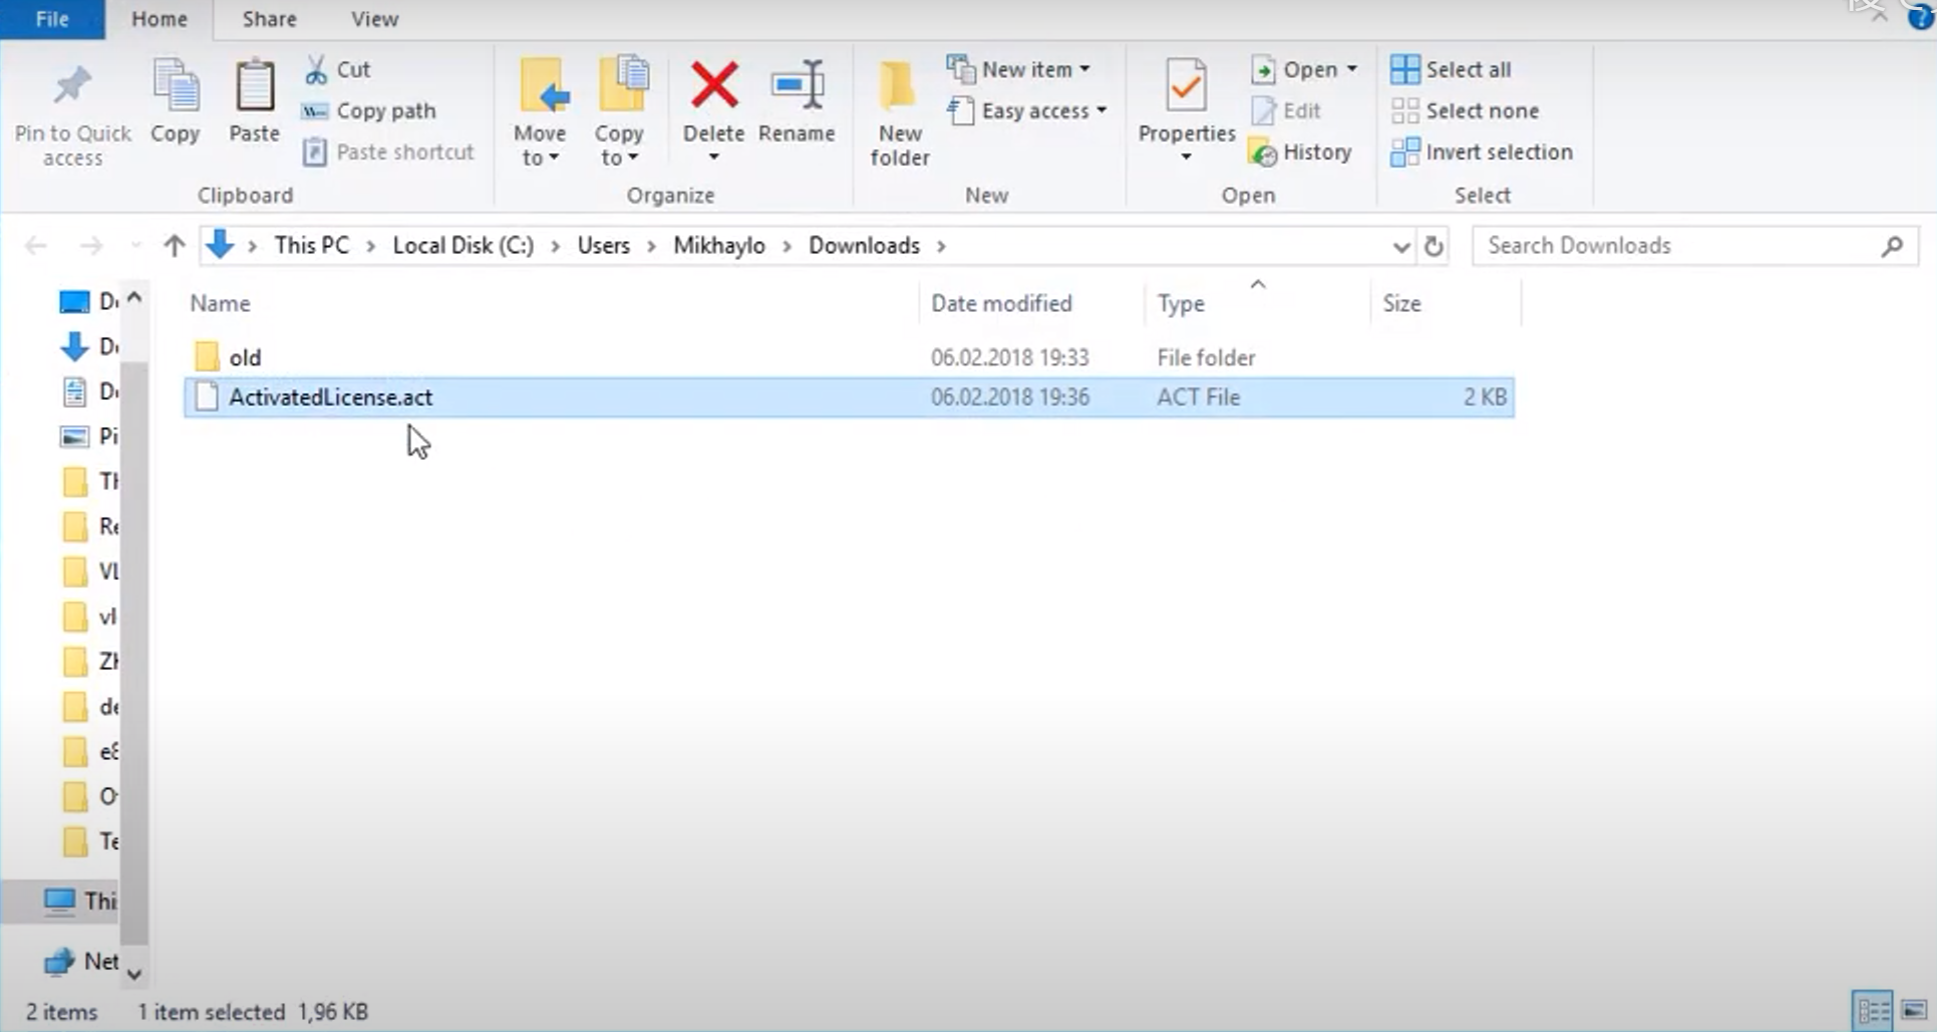 File Home Share View
Pin to Quick access
Copy
Paste
Cut
Copy path
Paste shortcut
Clipboard
Move to
Copy to
Delete
Rename
Organize
New folder
New item
Easy access
New
Properties
Open
Edit
History
Open
Select all
Select none
Invert selection
Select
This PC > Local Disk (C:) > Users > Mikhaylo > Downloads >
Search Downloads
Name Date modified Type Size
old 06.02.2018 19:33 File folder
ActivatedLicense.act 06.02.2018 19:36 ACT File 2 KB
Pi
Re
de
Te
Thi
Net
2 items 1 item selected 1,96 KB